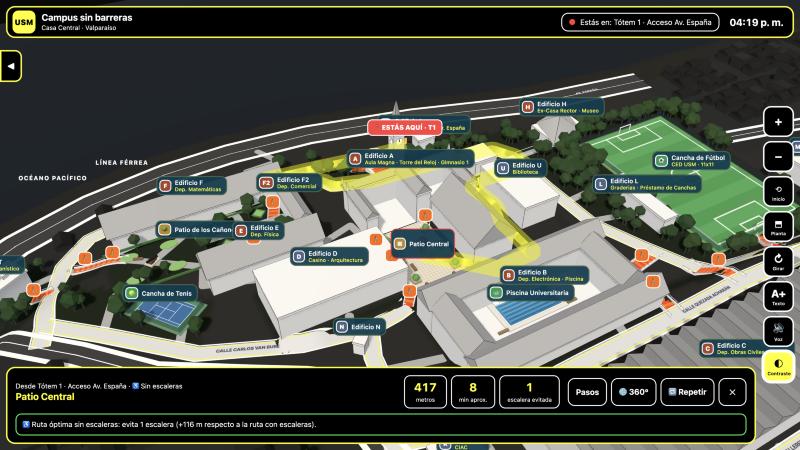 USM
Campus sin barreras
Casa Central · Valparaíso
Estás en: Tótem 1 · Acceso Av. España
04:19 p. m.
Edificio H
Ex-Casa Rector · Museo
ESTÁS AQUÍ · T1
España
LÍNEA FÉRREA
OCÉANO PACÍFICO
Edificio A
Aula Magna · Torre del Reloj · Gimnasio 1
Edificio U
Biblioteca
Cancha de Fútbol
CED USM · 11x11
Edificio L
Graderías · Préstamo de Canchas
Edificio F
Dep. Matemáticas
F
F2
Edificio F2
Dep. Comercial
A
H
U
L
Patio de los Cañon
E
Edificio E
Dep. Física
D
Edificio D
Casino · Arquitectura
Patio Central
B
Edificio B
Dep. Electrónica · Piscina
Piscina Universitaria
Cancha de Tenis
N
Edificio N
CALLE CARLOS VAN BURE
C
Edificio C
Dep. Obras Civiles
+
−
Inicio
Planta
Girar
A+
Texto
Voz
Contraste
Desde Tótem 1 · Acceso Av. España · Sin escaleras
Patio Central
417
metros
8
min aprox.
1
escalera evitada
Pasos
360°
Repetir
×
Ruta óptima sin escaleras: evita 1 escalera (+116 m respecto a la ruta con escaleras).
CIAC